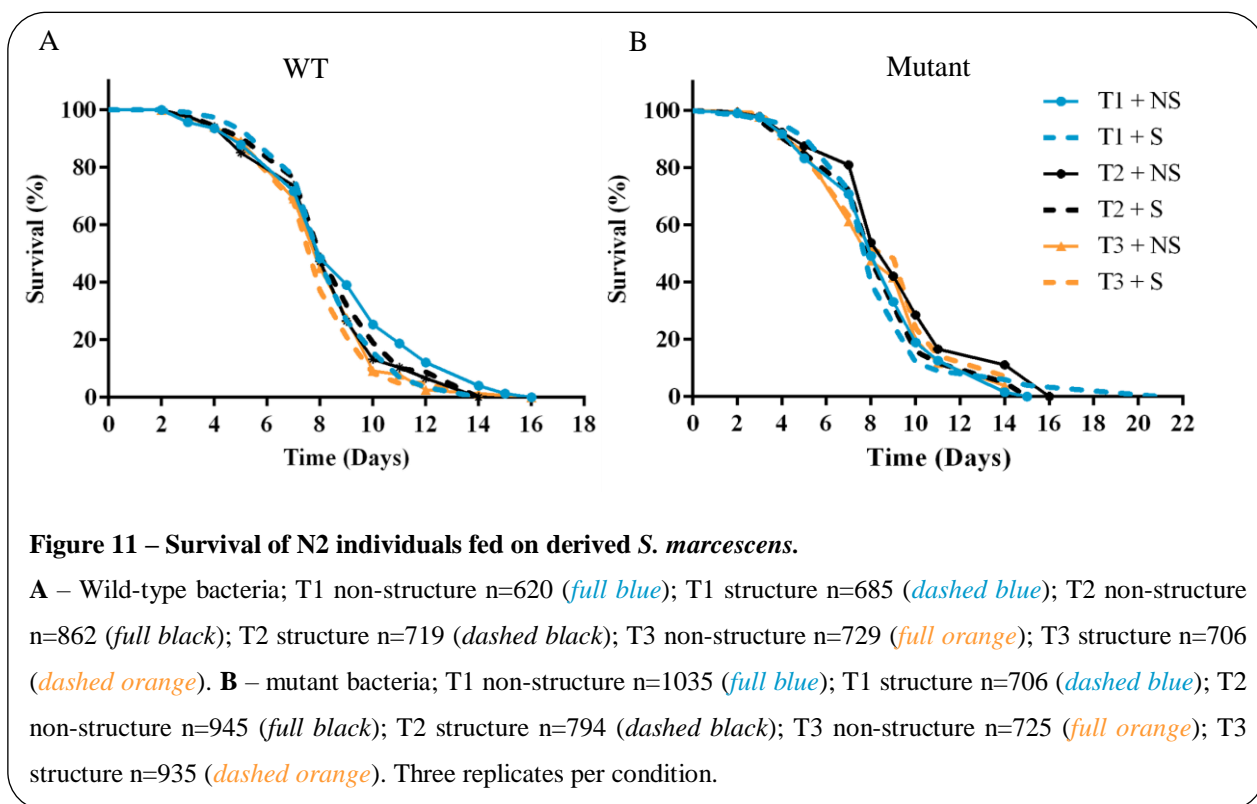 A
B
WT
Mutant
100
80
60
40
20
0
Survival (%)
0 2 4 6 8 10 12 14 16 18
Time (Days)
100
80
60
40
20
0
Survival (%)
0 2 4 6 8 10 12 14 16 18 20 22
Time (Days)
T1 + NS
T1 + S
T2 + NS
T2 + S
T3 + NS
T3 + S
Figure 11 – Survival of N2 individuals fed on derived S. marcescens.
A – Wild-type bacteria; T1 non-structure n=620 (full blue); T1 structure n=685 (dashed blue); T2 non-structure
n=862 (full black); T2 structure n=719 (dashed black); T3 non-structure n=729 (full orange); T3 structure n=706
(dashed orange). B – mutant bacteria; T1 non-structure n=1035 (full blue); T1 structure n=706 (dashed blue); T2
non-structure n=945 (full black); T2 structure n=794 (dashed black); T3 non-structure n=725 (full orange); T3
structure n=935 (dashed orange). Three replicates per condition.